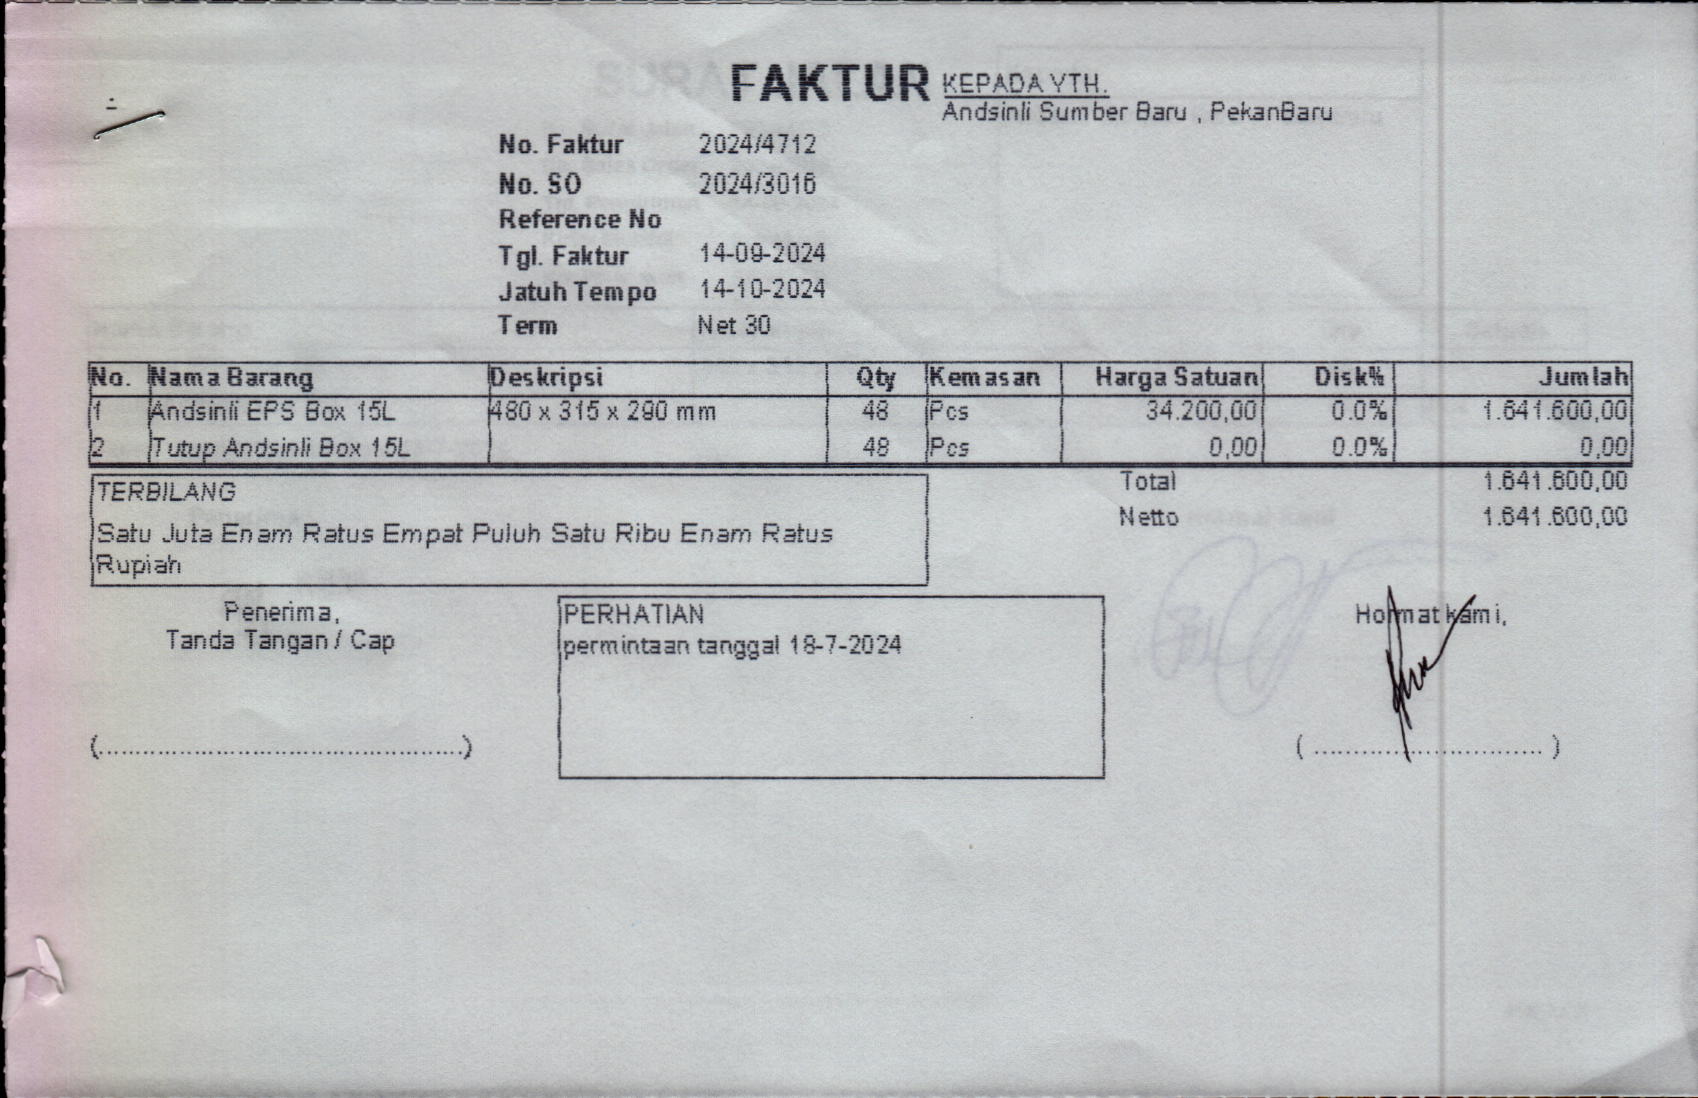 FAKTUR
KEPADA YTH.
Andsinli Sumber Baru , PekanBaru
No. Faktur 2024/4712
No. SO 2024/3016
Reference No
Tgl. Faktur 14-09-2024
Jatuh Tempo 14-10-2024
Term Net 30
No. Nama Barang Deskripsi Qty Kemasan Harga Satuan Disk% Jumlah
1 Andsinli EPS Box 15L 480 x 315 x 290 mm 48 Pcs 34.200,00 0.0% 1.641.600,00
2 Tutup Andsinli Box 15L 48 Pcs 0,00 0.0% 0,00
Total 1.641.600,00
Netto 1.641.600,00
TERBILANG
Satu Juta Enam Ratus Empat Puluh Satu Ribu Enam Ratus
Rupiah
Penerima,
Tanda Tangan / Cap
(..................................................)
PERHATIAN
permintaan tanggal 18-7-2024
Hormat kami,
( ............................... )